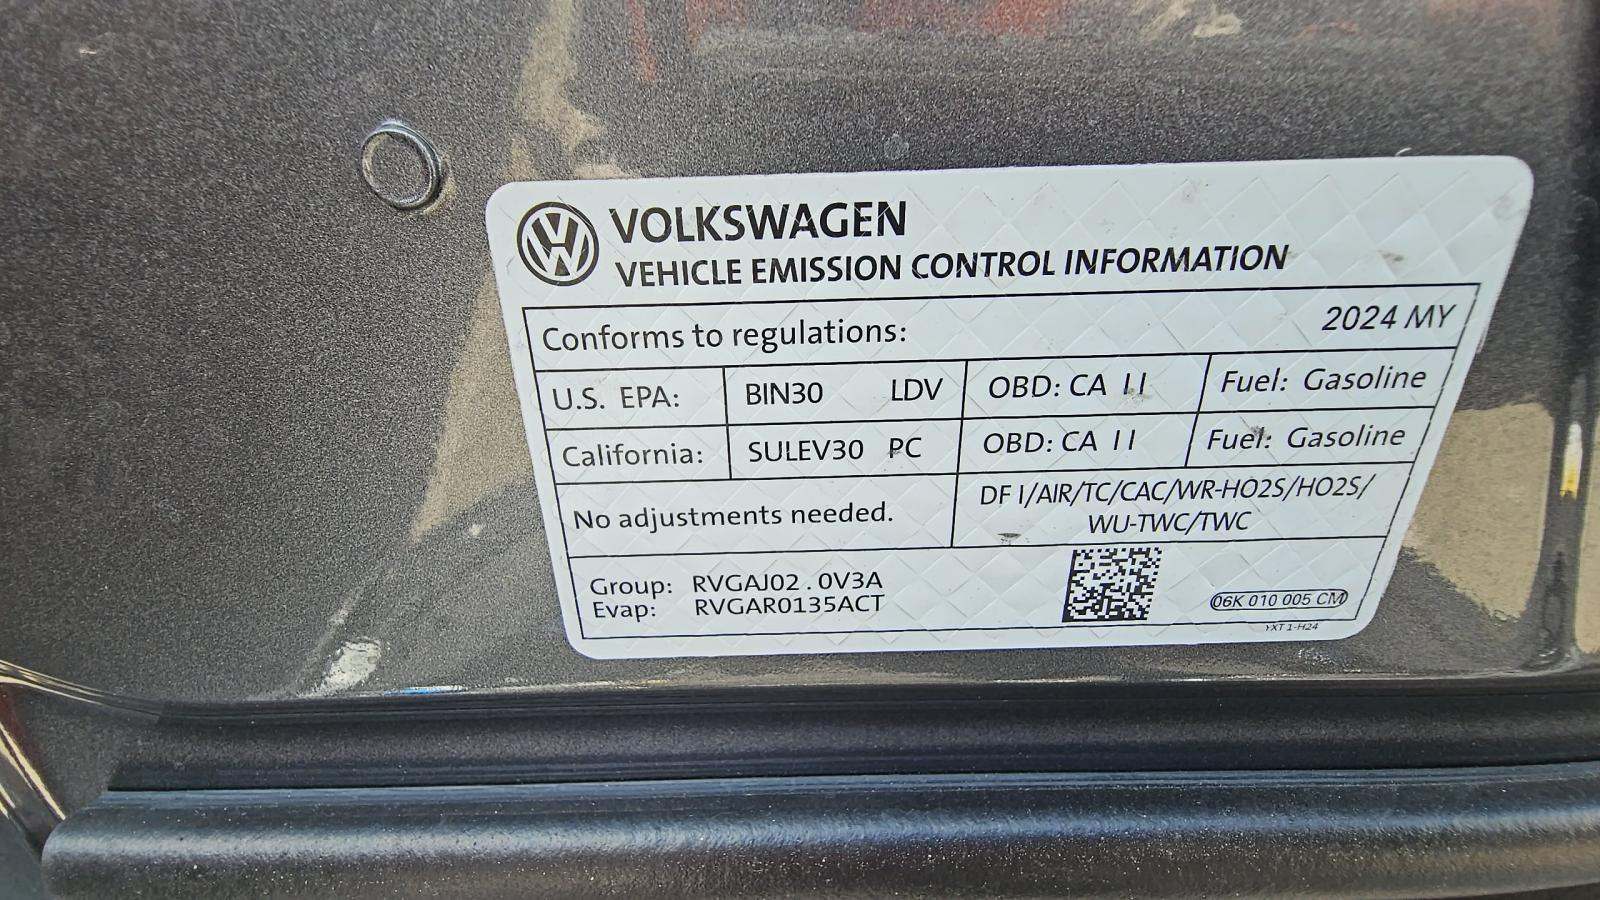 VOLKSWAGEN
VEHICLE EMISSION CONTROL INFORMATION
Conforms to regulations: 2024 MY
U.S. EPA: BIN30 LDV OBD: CA II Fuel: Gasoline
California: SULEV30 PC OBD: CA II Fuel: Gasoline
No adjustments needed.
DF I/AIR/TC/CAC/WR-HO2S/HO2S/
WU-TWC/TWC
Group: RVGAJ02.0V3A
Evap: RVGAR0135ACT
06K 010 005 CM
YXT 1-H24